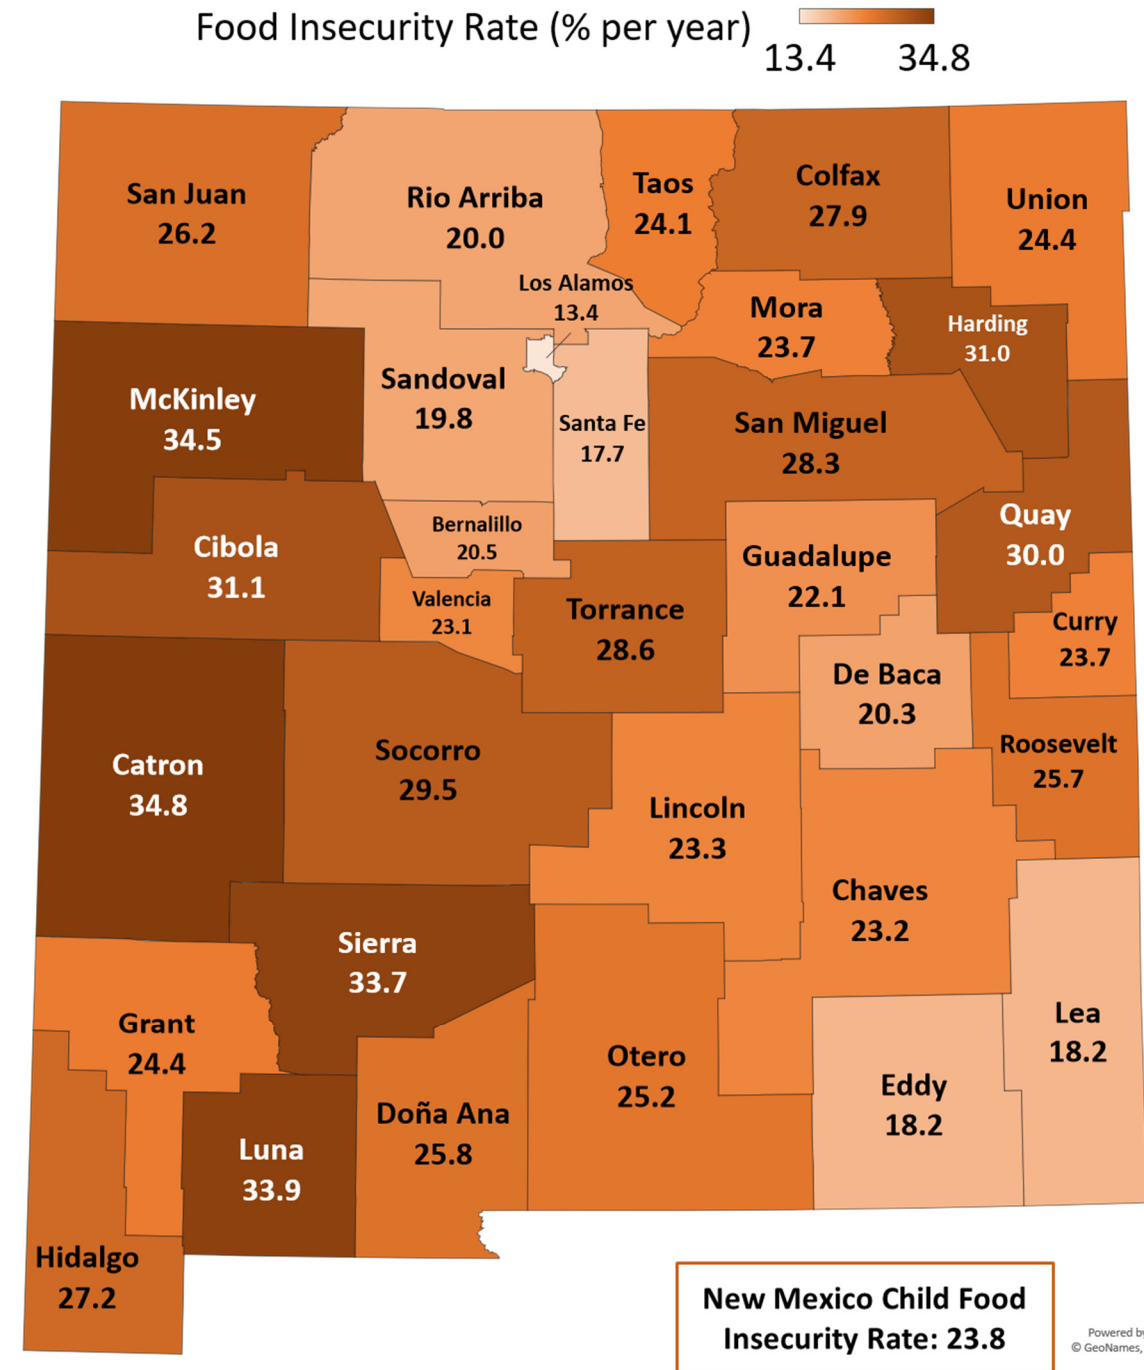 Food Insecurity Rate (% per year)
13.4
34.8
San Juan
26.2
Rio Arriba
20.0
Taos
24.1
Colfax
27.9
Union
24.4
Los Alamos
13.4
Mora
23.7
Harding
31.0
McKinley
34.5
Sandoval
19.8
Santa Fe
17.7
San Miguel
28.3
Quay
30.0
Cibola
31.1
Bernalillo
20.5
Guadalupe
22.1
Valencia
23.1
Torrance
28.6
Curry
23.7
De Baca
20.3
Catron
34.8
Socorro
29.5
Roosevelt
25.7
Lincoln
23.3
Chaves
23.2
Sierra
33.7
Grant
24.4
Otero
25.2
Lea
18.2
Eddy
18.2
Doña Ana
25.8
Luna
33.9
Hidalgo
27.2
New Mexico Child Food
Insecurity Rate: 23.8
Powered by
© GeoNames,